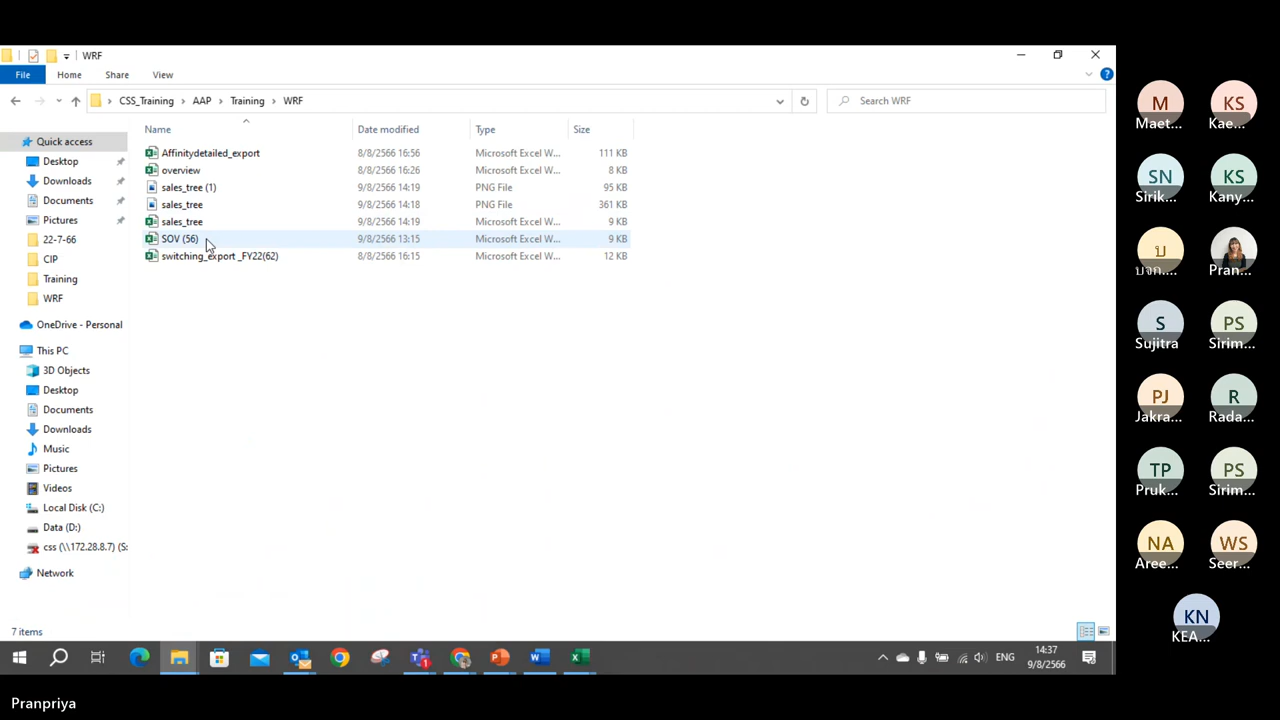 WRF
File Home Share View
CSS_Training AAP Training WRF
Search WRF
Name Date modified Type Size
Quick access
Desktop
Downloads
Documents
Pictures
22-7-66
CIP
Training
WRF
OneDrive - Personal
This PC
3D Objects
Desktop
Documents
Downloads
Music
Pictures
Videos
Local Disk (C:)
Data (D:)
css (\\172.28.8.7) (S:
Network
Affinitydetailed_export 8/8/2566 16:56 Microsoft Excel W... 111 KB
overview 8/8/2566 16:26 Microsoft Excel W... 8 KB
sales_tree (1) 9/8/2566 14:19 PNG File 95 KB
sales_tree 9/8/2566 14:18 PNG File 361 KB
sales_tree 9/8/2566 14:19 Microsoft Excel W... 9 KB
SOV (56) 9/8/2566 13:15 Microsoft Excel W... 9 KB
switching_export _FY22(62) 8/8/2566 16:15 Microsoft Excel W... 12 KB
7 items
ENG
14:37
9/8/2566
M KS
Maet... Kae...
SN KS
Sirik... Kany...
บ
บจก.... Pran...
S PS
Sujitra Sirim...
PJ R
Jakra... Rada...
TP PS
Pruk... Sirim...
NA WS
Aree... Seer...
KN
KEA...
Pranpriya